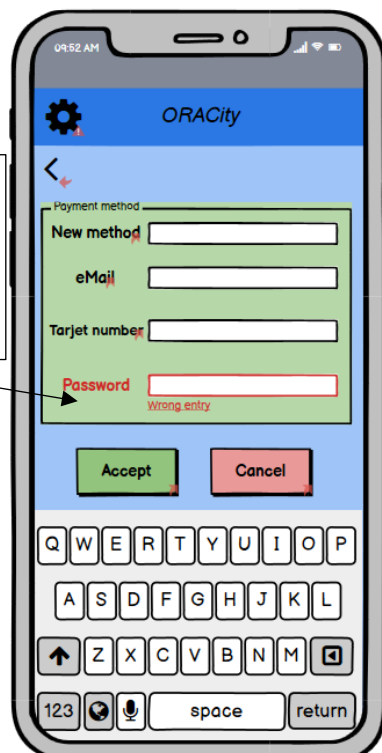 09:52 AM
ORACity
Payment method
New method
eMail
Tarjet number
Password
Wrong entry
Accept Cancel
Q W E R T Y U I O P
A S D F G H J K L
Z X C V B N M
123 space return